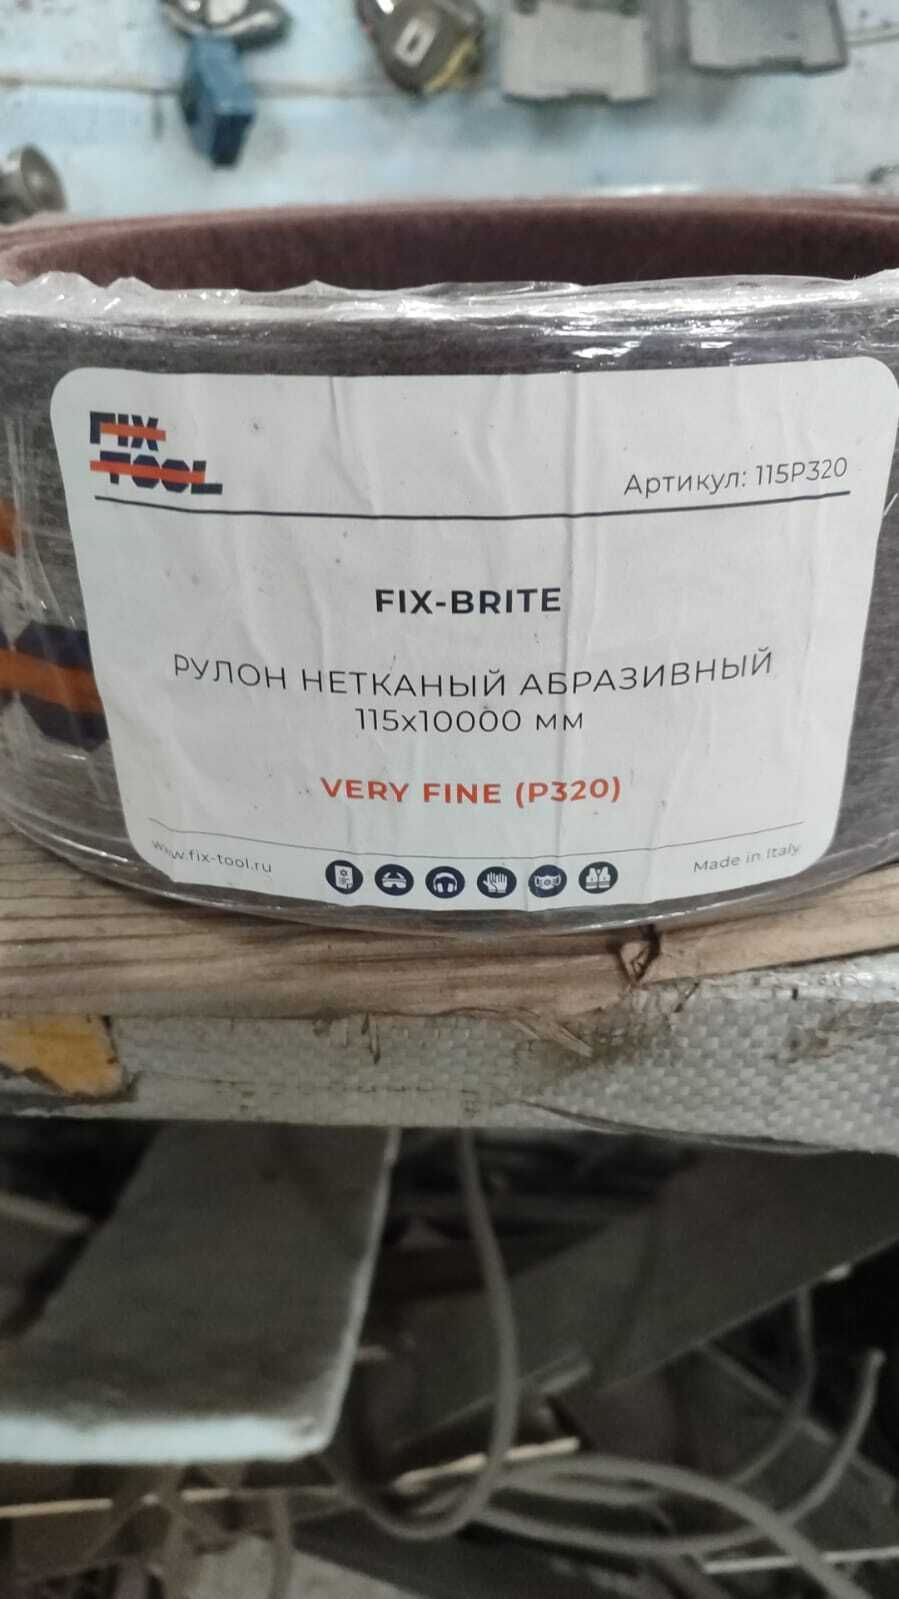 FIX
TOOL
Артикул: 115P320
FIX-BRITE
РУЛОН НЕТКАНЫЙ АБРАЗИВНЫЙ
115x10000 мм
VERY FINE (P320)
www.fix-tool.ru
Made in Italy